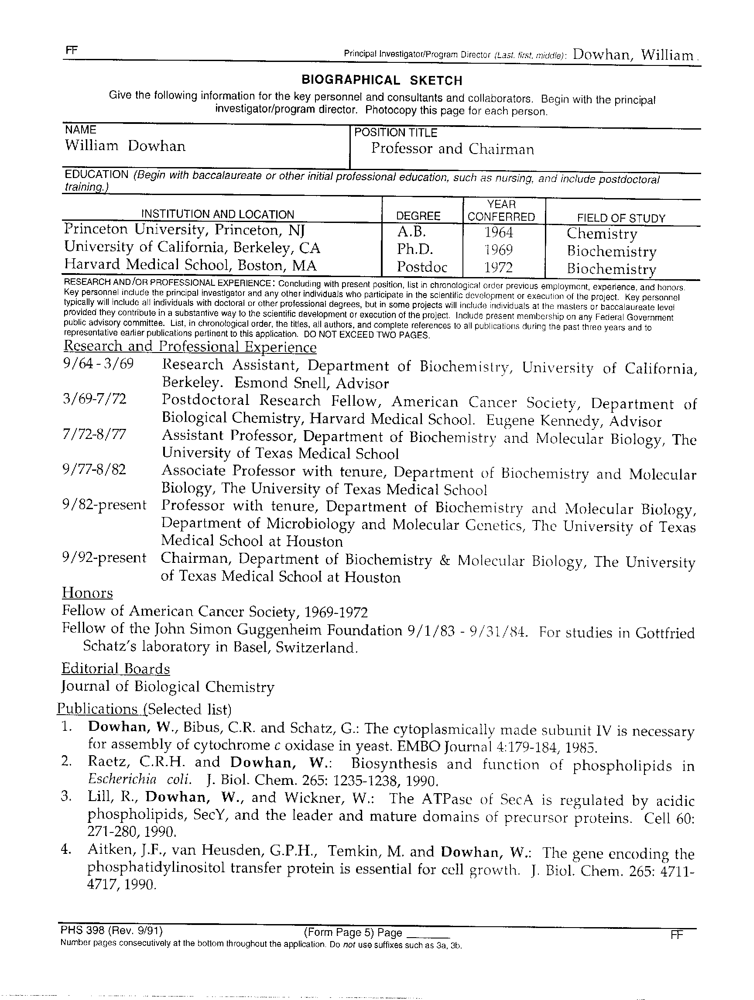 FF
Principal Investigator/Program Director (Last, first, middle): Dowhan, William
BIOGRAPHICAL SKETCH
Give the following information for the key personnel and consultants and collaborators. Begin with the principal
investigator/program director. Photocopy this page for each person.
NAME
POSITION TITLE
William Dowhan
Professor and Chairman
EDUCATION (Begin with baccalaureate or other initial professional education, such as nursing, and include postdoctoral
training.)
INSTITUTION AND LOCATION
DEGREE
YEAR
CONFERRED
FIELD OF STUDY
Princeton University, Princeton, NJ
A.B.
1964
Chemistry
University of California, Berkeley, CA
Ph.D.
1969
Biochemistry
Harvard Medical School, Boston, MA
Postdoc
1972
Biochemistry
RESEARCH AND/OR PROFESSIONAL EXPERIENCE: Concluding with present position, list in chronological order previous employment, experience, and honors.
Key personnel include the principal investigator and any other individuals who participate in the scientific development or execution of the project. Key personnel
typically will include all individuals with doctoral or other professional degrees, but in some projects will include individuals at the masters or baccalaureate level
provided they contribute in a substantive way to the scientific development or execution of the project. Include present membership on any Federal Government
public advisory committee. List, in chronological order, the titles, all authors, and complete references to all publications during the past three years and to
representative earlier publications pertinent to this application. DO NOT EXCEED TWO PAGES.
Research and Professional Experience
9/64 - 3/69 Research Assistant, Department of Biochemistry, University of California,
Berkeley. Esmond Snell, Advisor
3/69-7/72 Postdoctoral Research Fellow, American Cancer Society, Department of
Biological Chemistry, Harvard Medical School. Eugene Kennedy, Advisor
7/72-8/77 Assistant Professor, Department of Biochemistry and Molecular Biology, The
University of Texas Medical School
9/77-8/82 Associate Professor with tenure, Department of Biochemistry and Molecular
Biology, The University of Texas Medical School
9/82-present Professor with tenure, Department of Biochemistry and Molecular Biology,
Department of Microbiology and Molecular Genetics, The University of Texas
Medical School at Houston
9/92-present Chairman, Department of Biochemistry & Molecular Biology, The University
of Texas Medical School at Houston
Honors
Fellow of American Cancer Society, 1969-1972
Fellow of the John Simon Guggenheim Foundation 9/1/83 - 9/31/84. For studies in Gottfried
Schatz's laboratory in Basel, Switzerland.
Editorial Boards
Journal of Biological Chemistry
Publications (Selected list)
1. Dowhan, W., Bibus, C.R. and Schatz, G.: The cytoplasmically made subunit IV is necessary
for assembly of cytochrome c oxidase in yeast. EMBO Journal 4:179-184, 1985.
2. Raetz, C.R.H. and Dowhan, W.: Biosynthesis and function of phospholipids in
Escherichia coli. J. Biol. Chem. 265: 1235-1238, 1990.
3. Lill, R., Dowhan, W., and Wickner, W.: The ATPase of SecA is regulated by acidic
phospholipids, SecY, and the leader and mature domains of precursor proteins. Cell 60:
271-280, 1990.
4. Aitken, J.F., van Heusden, G.P.H., Temkin, M. and Dowhan, W.: The gene encoding the
phosphatidylinositol transfer protein is essential for cell growth. J. Biol. Chem. 265: 4711-
4717, 1990.
PHS 398 (Rev. 9/91)
(Form Page 5) Page
FF
Number pages consecutively at the bottom throughout the application. Do not use suffixes such as 3a, 3b.